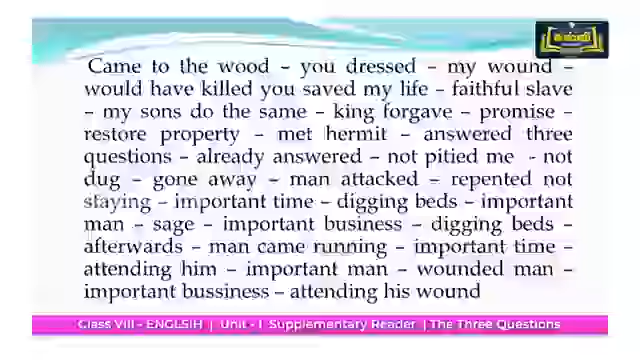 Came to the wood – you dressed – my wound –
would have killed you saved my life – faithful slave
– my sons do the same – king forgave – promise –
restore property – met hermit – answered three
questions – already answered – not pitied me - not
dug – gone away – man attacked – repented not
staying – important time – digging beds – important
man – sage – important business – digging beds –
afterwards – man came running – important time –
attending him – important man – wounded man –
important bussiness – attending his wound
Class VIII – ENGLSIH | Unit - I Supplementary Reader | The Three Questions